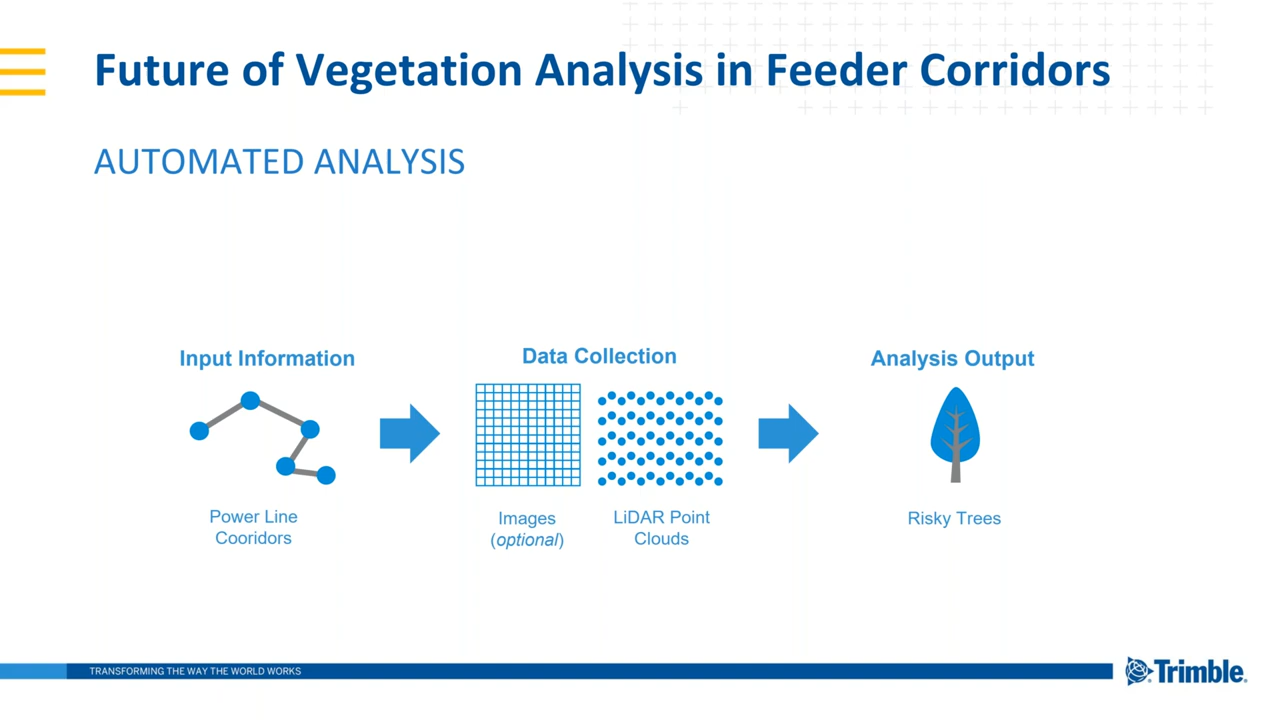 Future of Vegetation Analysis in Feeder Corridors
AUTOMATED ANALYSIS
Input Information
Power Line
Cooridors
Data Collection
Images
(optional)
LiDAR Point
Clouds
Analysis Output
Risky Trees
TRANSFORMING THE WAY THE WORLD WORKS
Trimble